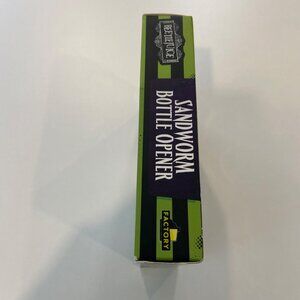 BEETLEJUICE
SANDWORM
BOTTLE OPENER
FACTORY